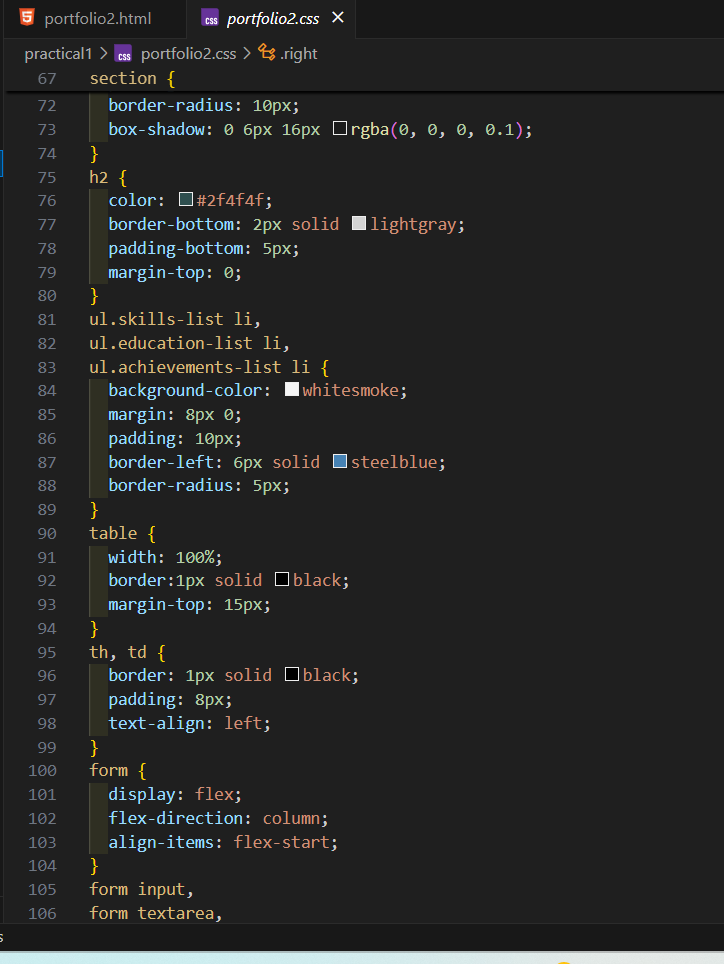 portfolio2.html
portfolio2.css
practical1 > portfolio2.css > .right
67 section {
72 border-radius: 10px;
73 box-shadow: 0 6px 16px rgba(0, 0, 0, 0.1);
74 }
75 h2 {
76 color: #2f4f4f;
77 border-bottom: 2px solid lightgray;
78 padding-bottom: 5px;
79 margin-top: 0;
80 }
81 ul.skills-list li,
82 ul.education-list li,
83 ul.achievements-list li {
84 background-color: whitesmoke;
85 margin: 8px 0;
86 padding: 10px;
87 border-left: 6px solid steelblue;
88 border-radius: 5px;
89 }
90 table {
91 width: 100%;
92 border:1px solid black;
93 margin-top: 15px;
94 }
95 th, td {
96 border: 1px solid black;
97 padding: 8px;
98 text-align: left;
99 }
100 form {
101 display: flex;
102 flex-direction: column;
103 align-items: flex-start;
104 }
105 form input,
106 form textarea,